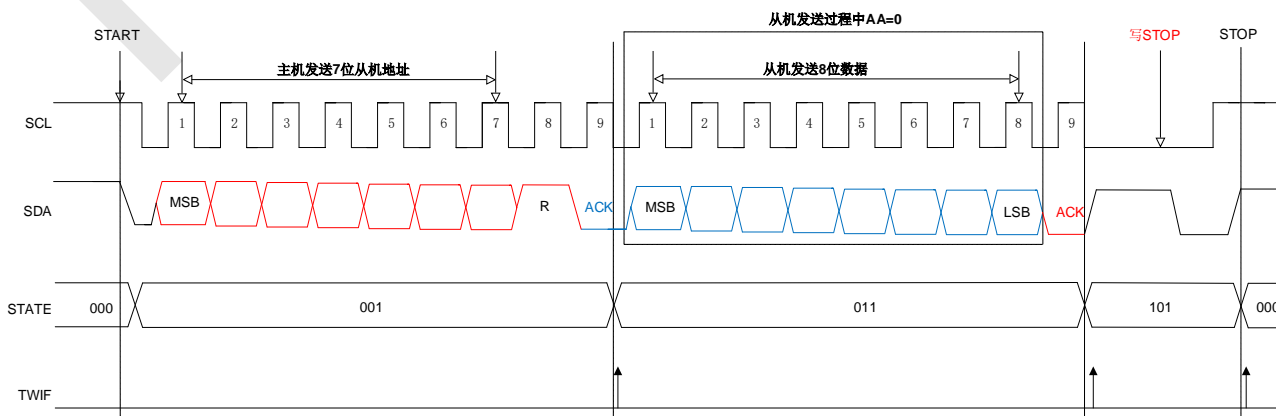 从机发送过程中AA=0
START
写STOP
STOP
主机发送7位从机地址
从机发送8位数据
SCL
1 2 3 4 5 6 7 8 9 1 2 3 4 5 6 7 8 9
SDA
MSB R ACK MSB LSB ACK
STATE 000 001 011 101 000
TWIF